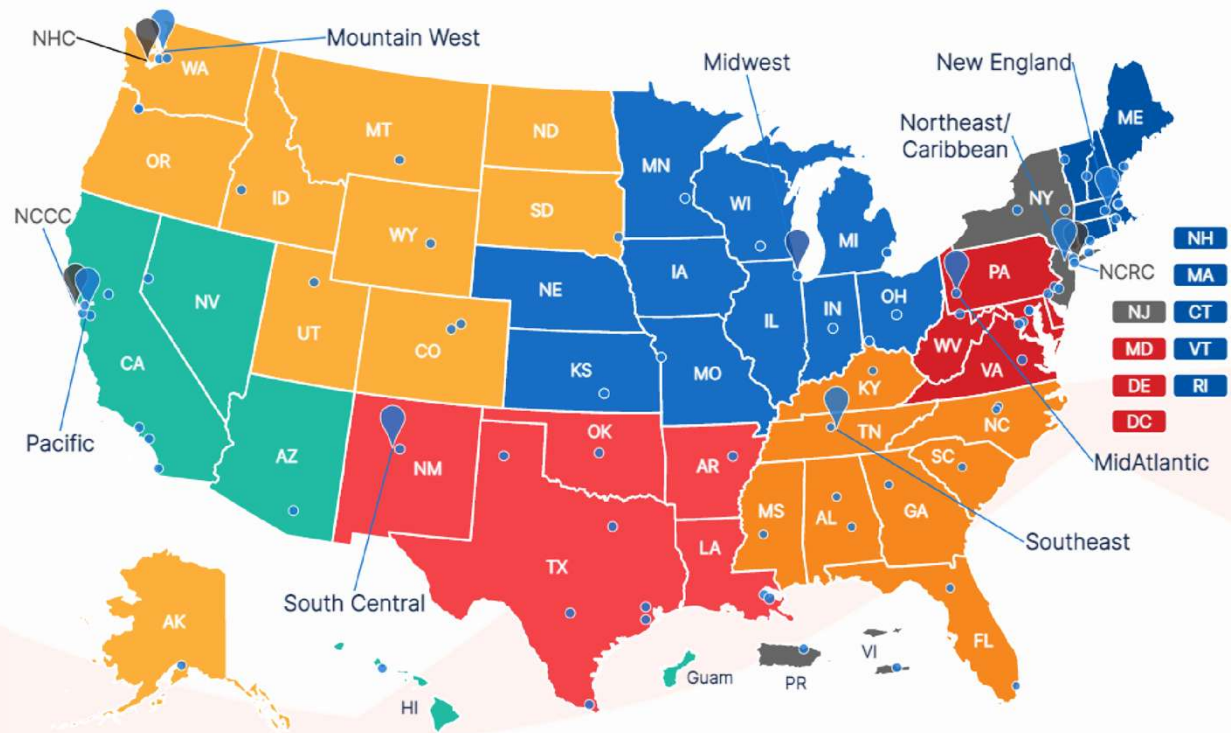 NHC
Mountain West
WA
MT
ND
OR
ID
SD
WY
MN
WI
MI
Midwest
New England
Northeast/
Caribbean
ME
NY
NH
MA
NJ
CT
MD
VT
DE
RI
DC
NCRC
PA
NCCC
NV
UT
CO
NE
IA
IL
IN
OH
WV
VA
CA
KS
MO
KY
Pacific
AZ
NM
OK
AR
TN
NC
SC
MidAtlantic
MS
AL
GA
TX
LA
Southeast
South Central
AK
FL
HI
Guam
PR
VI